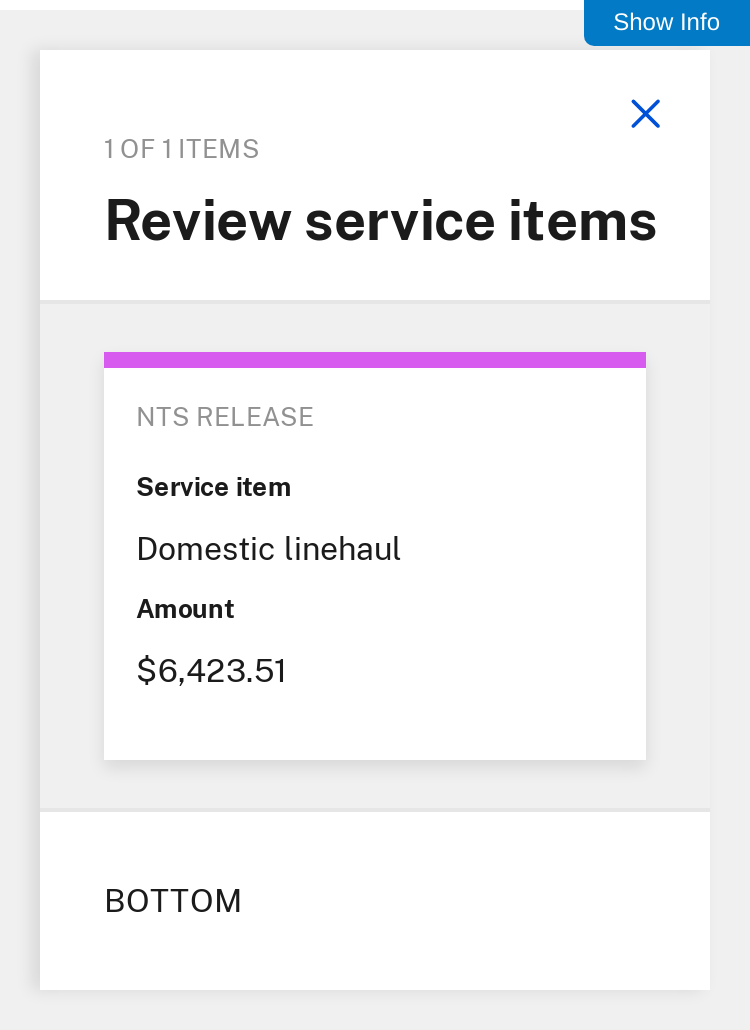 Show Info
1 OF 1 ITEMS
Review service items
NTS RELEASE
Service item
Domestic linehaul
Amount
$6,423.51
BOTTOM